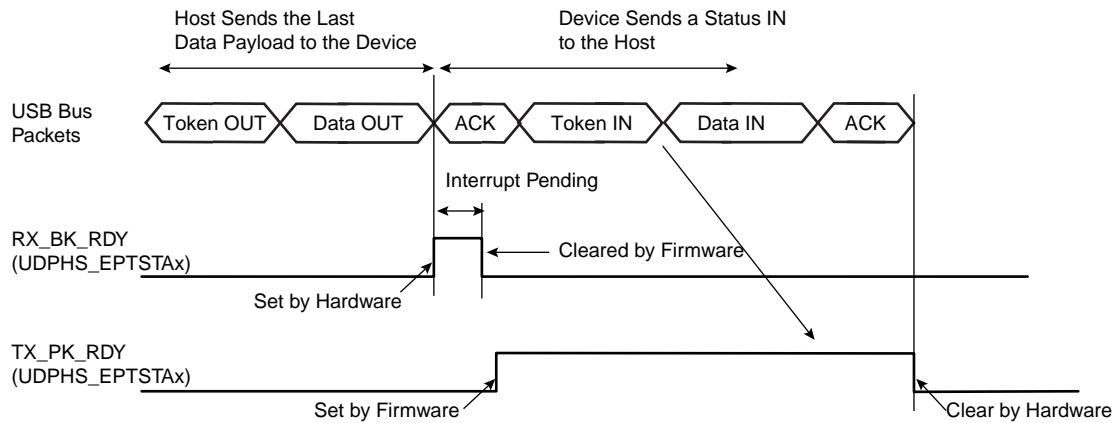 Host Sends the Last
Data Payload to the Device
Device Sends a Status IN
to the Host
USB Bus
Packets
Token OUT
Data OUT
ACK
Token IN
Data IN
ACK
Interrupt Pending
RX_BK_RDY
(UDPHS_EPTSTAx)
Cleared by Firmware
Set by Hardware
TX_PK_RDY
(UDPHS_EPTSTAx)
Set by Firmware
Clear by Hardware